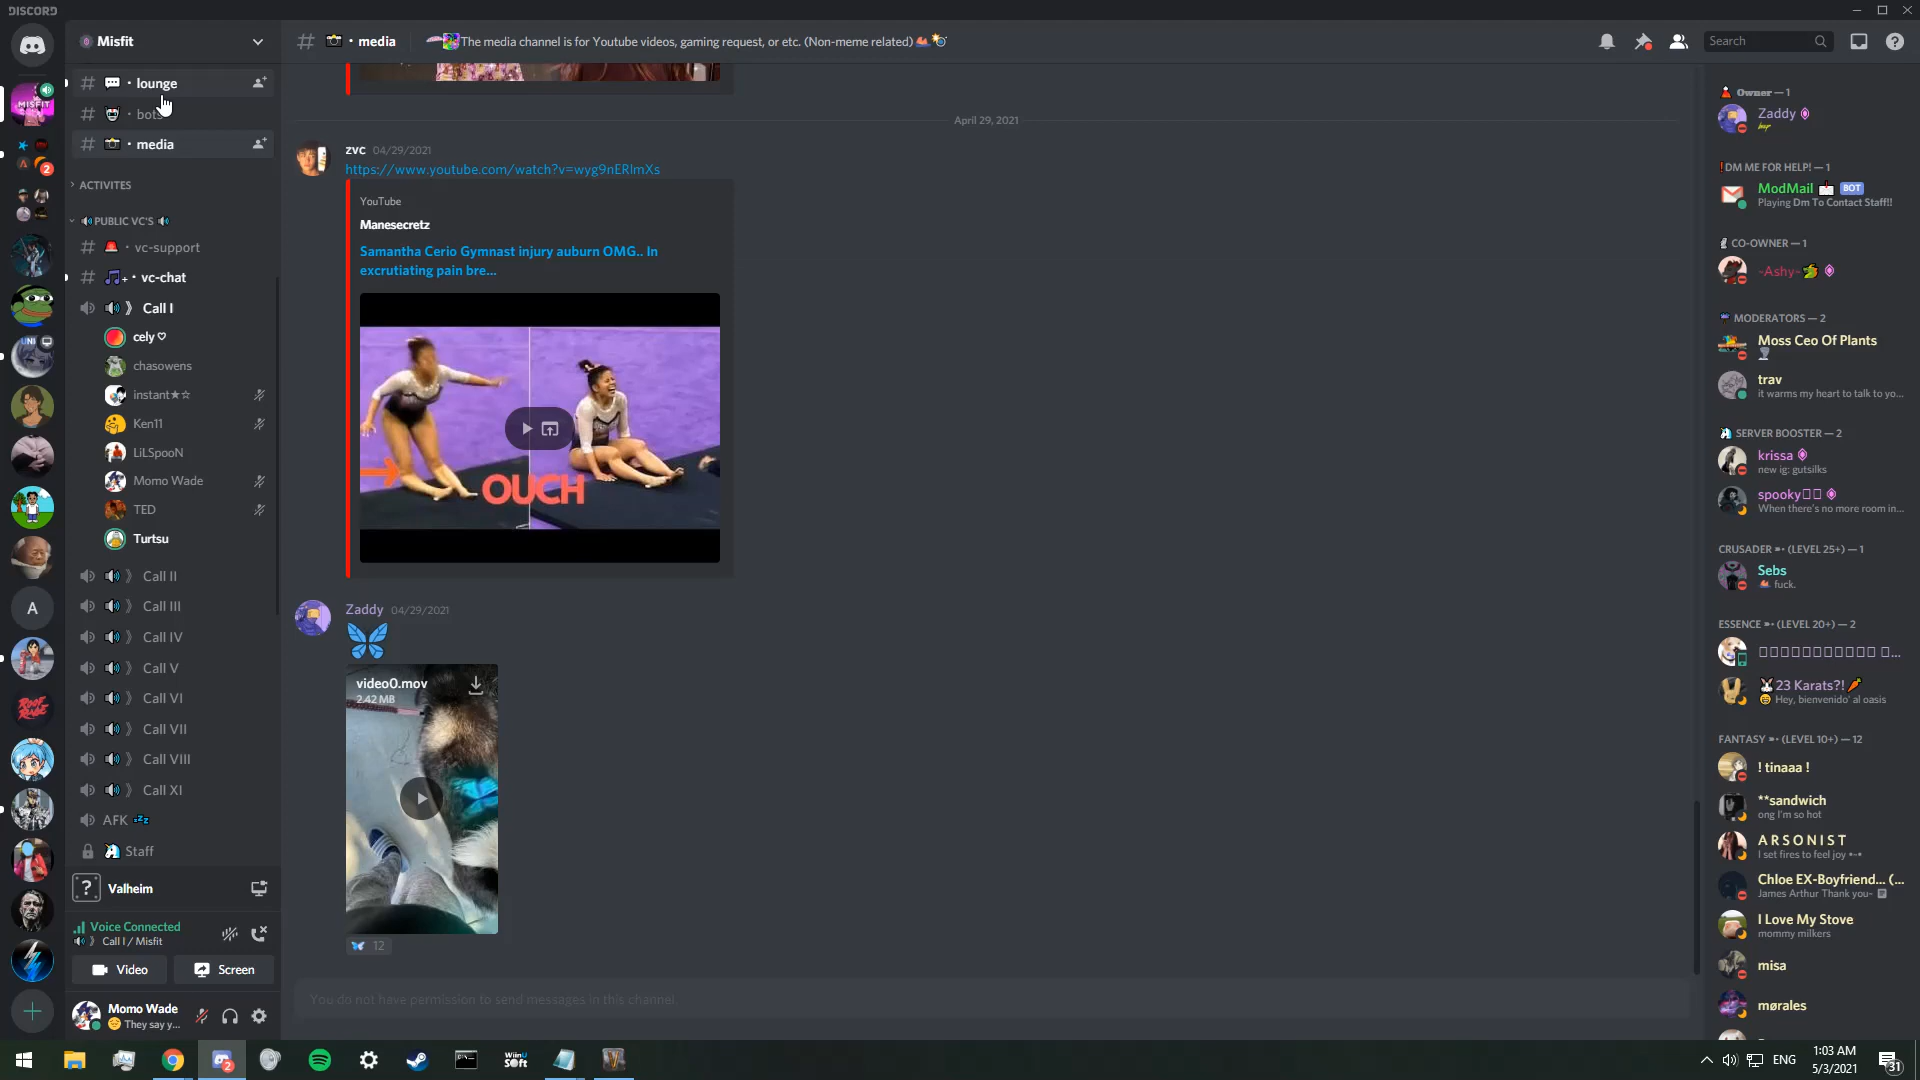 DISCORD
Misfit
lounge
bots
media
ACTIVITES
PUBLIC VC'S
vc-support
vc-chat
Call I
cely♡
chasowens
instant★☆
Ken11
LiLSpooN
Momo Wade
TED
Turtsu
Call II
Call III
Call IV
Call V
Call VI
Call VII
Call VIII
Call XI
AFK
Staff
Valheim
Voice Connected
Call I / Misfit
Video
Screen
Momo Wade
They say y...
MISFIT
2
UNI
A
media
The media channel is for Youtube videos, gaming request, or etc. (Non-meme related)
Search
April 29, 2021
zvc 04/29/2021
https://www.youtube.com/watch?v=wyg9nERlmXs
YouTube
Manesecretz
Samantha Cerio Gymnast injury auburn OMG.. In
excrutiating pain bre...
OUCH
Zaddy 04/29/2021
video0.mov
2.42 MB
12
You do not have permission to send messages in this channel.
Owner — 1
Zaddy
DM ME FOR HELP! — 1
ModMail BOT
Playing Dm To Contact Staff!!
CO-OWNER — 1
~Ashy~
MODERATORS — 2
Moss Ceo Of Plants
trav
it warms my heart to talk to yo...
SERVER BOOSTER — 2
krissa
new ig: gutsilks
spooky
When there's no more room in...
CRUSADER ➳ (LEVEL 25+) — 1
Sebs
fuck.
ESSENCE ➳ (LEVEL 20+) — 2
23 Karats?!
Hey, bienvenido' al oasis
FANTASY ➳ (LEVEL 10+) — 12
! tinaaa !
**sandwich
ong I'm so hot
A R S O N I S T
I set fires to feel joy •~•
Chloe EX-Boyfriend... (...
James Arthur Thank you~
I Love My Stove
mommy milkers
misa
mørales
2
WiinU
SOft
ENG
1:03 AM
5/3/2021
31